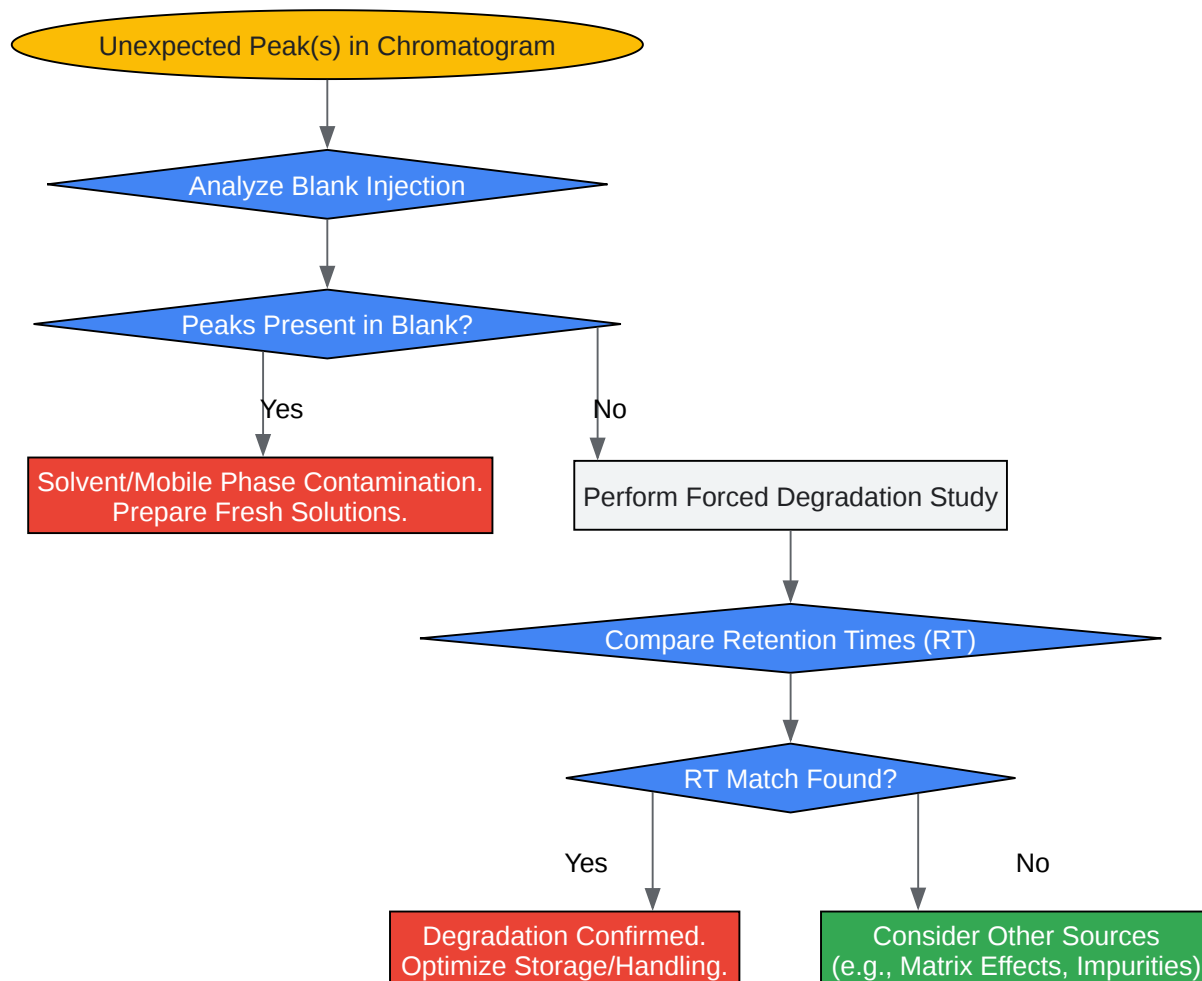 Unexpected Peak(s) in Chromatogram
Analyze Blank Injection
Peaks Present in Blank?
Yes
No
Solvent/Mobile Phase Contamination.
Prepare Fresh Solutions.
Perform Forced Degradation Study
Compare Retention Times (RT)
RT Match Found?
Yes
No
Degradation Confirmed.
Optimize Storage/Handling.
Consider Other Sources
(e.g., Matrix Effects, Impurities)